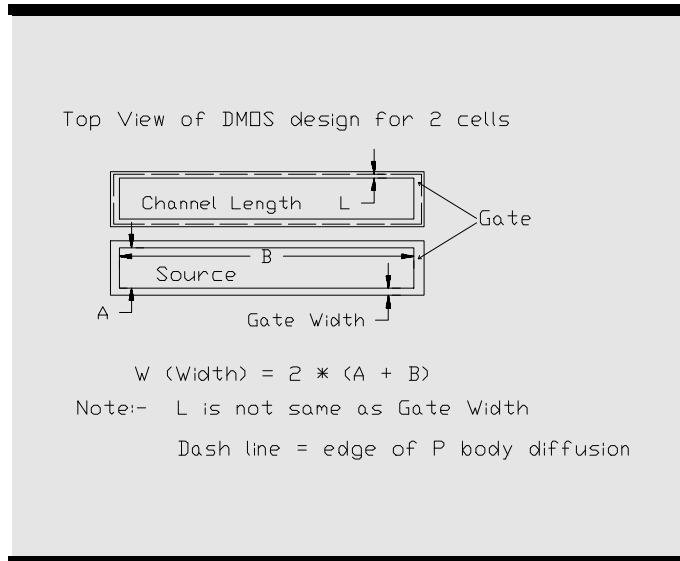 Top View of DMOS design for 2 cells
Channel Length L
Gate
B
Source
A
Gate Width
W (Width) = 2 * (A + B)
Note:- L is not same as Gate Width
Dash line = edge of P body diffusion